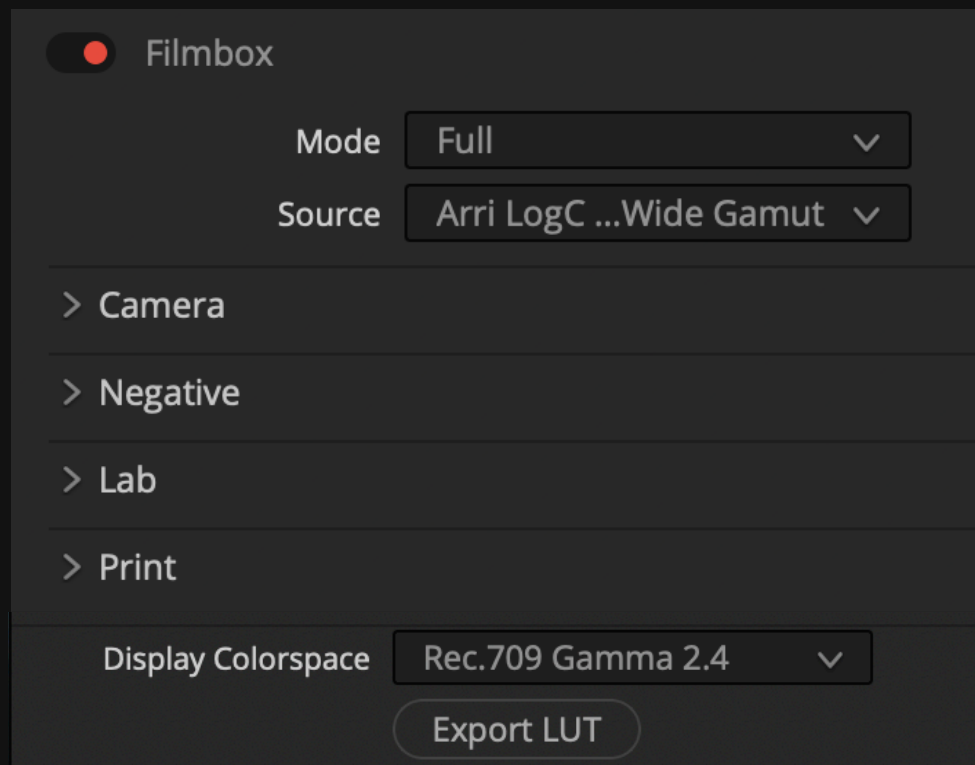 Filmbox
Mode Full
Source Arri LogC ...Wide Gamut
Camera
Negative
Lab
Print
Display Colorspace Rec.709 Gamma 2.4
Export LUT